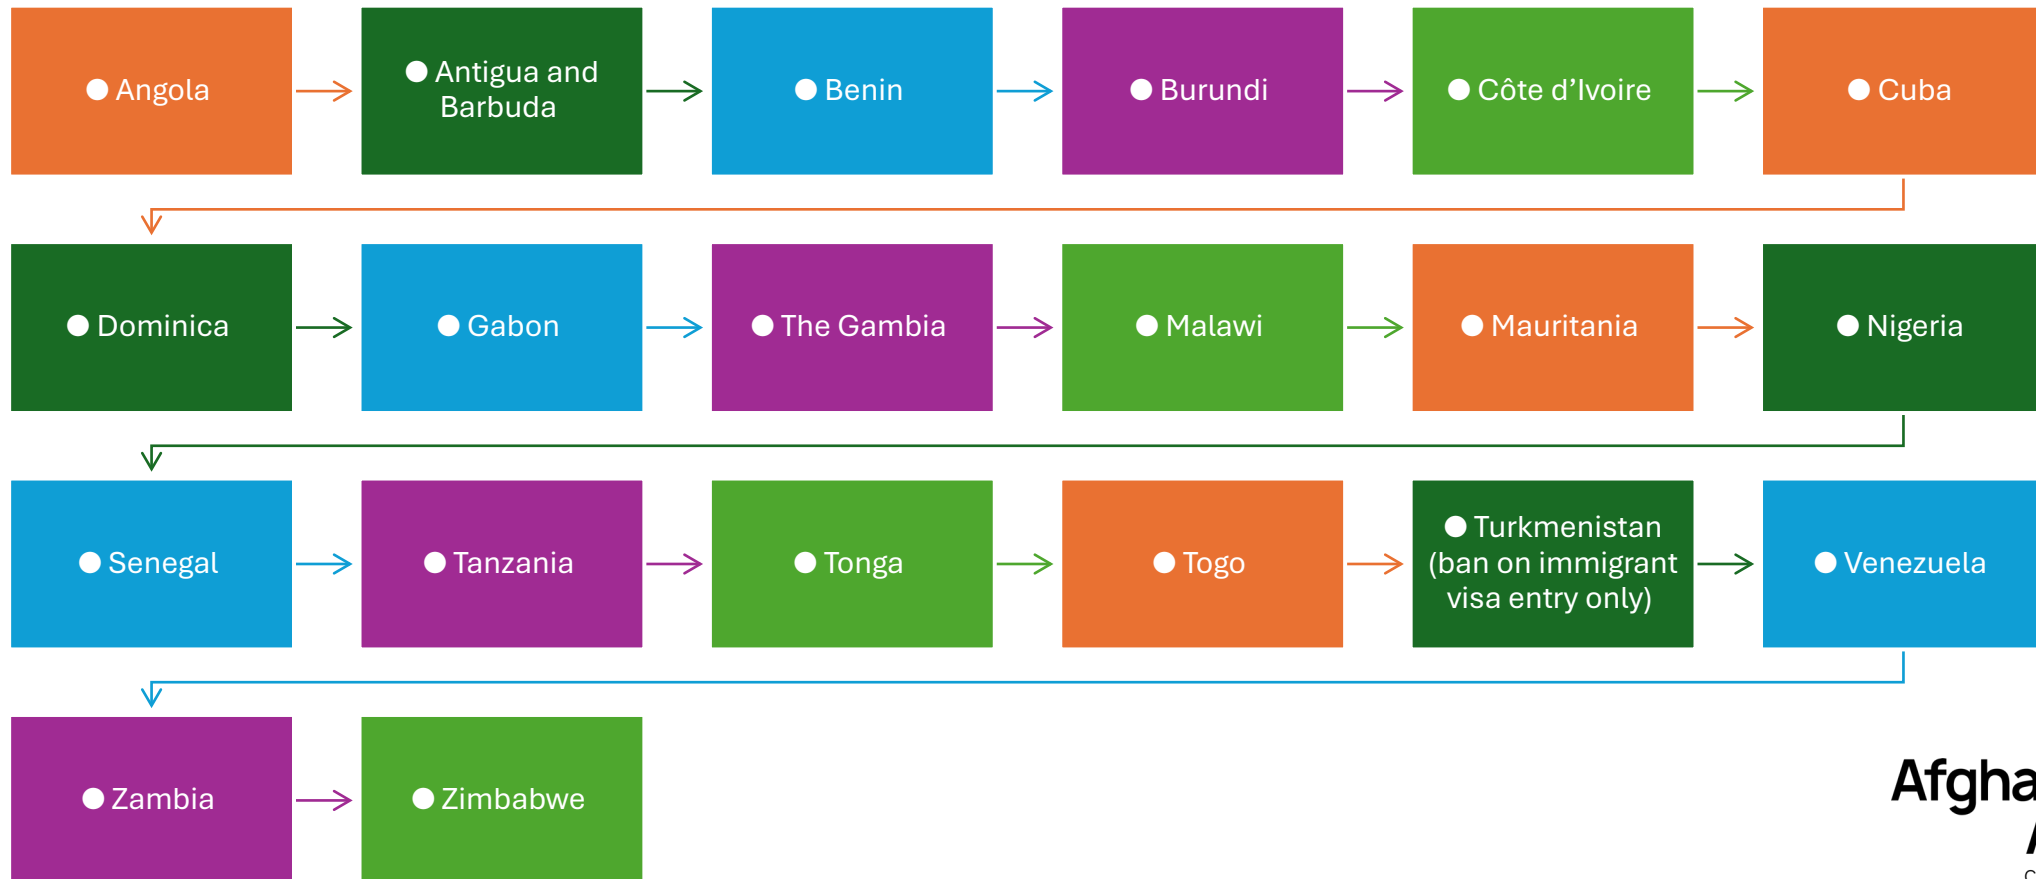 ● Angola
● Antigua and
Barbuda
● Benin
● Burundi
● Côte d’Ivoire
● Cuba
● Dominica
● Gabon
● The Gambia
● Malawi
● Mauritania
● Nigeria
● Senegal
● Tanzania
● Tonga
● Togo
● Turkmenistan
(ban on immigrant
visa entry only)
● Venezuela
● Zambia
● Zimbabwe